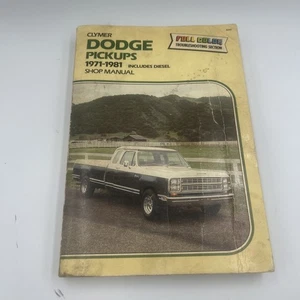 CLYMER
DODGE
PICKUPS
1971-1981 INCLUDES DIESEL
SHOP MANUAL
FULL COLOR
TROUBLESHOOTING SECTION